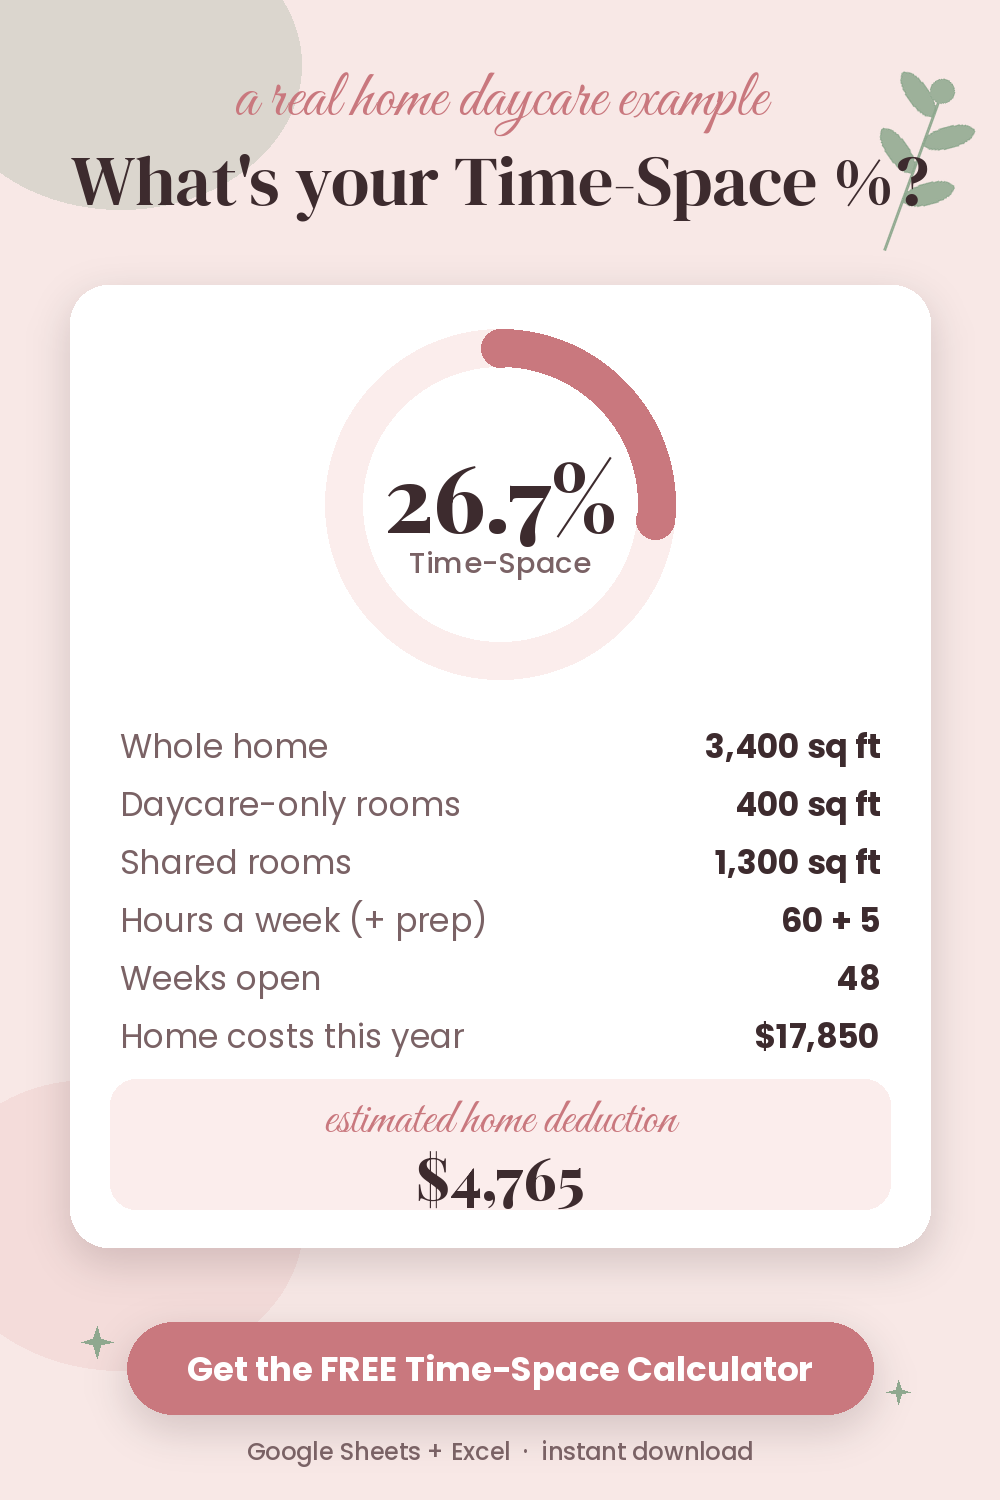 a real home daycare example
What's your Time-Space %?
26.7%
Time-Space
Whole home 3,400 sq ft
Daycare-only rooms 400 sq ft
Shared rooms 1,300 sq ft
Hours a week (+ prep) 60 + 5
Weeks open 48
Home costs this year $17,850
estimated home deduction
$4,765
Get the FREE Time-Space Calculator
Google Sheets + Excel · instant download